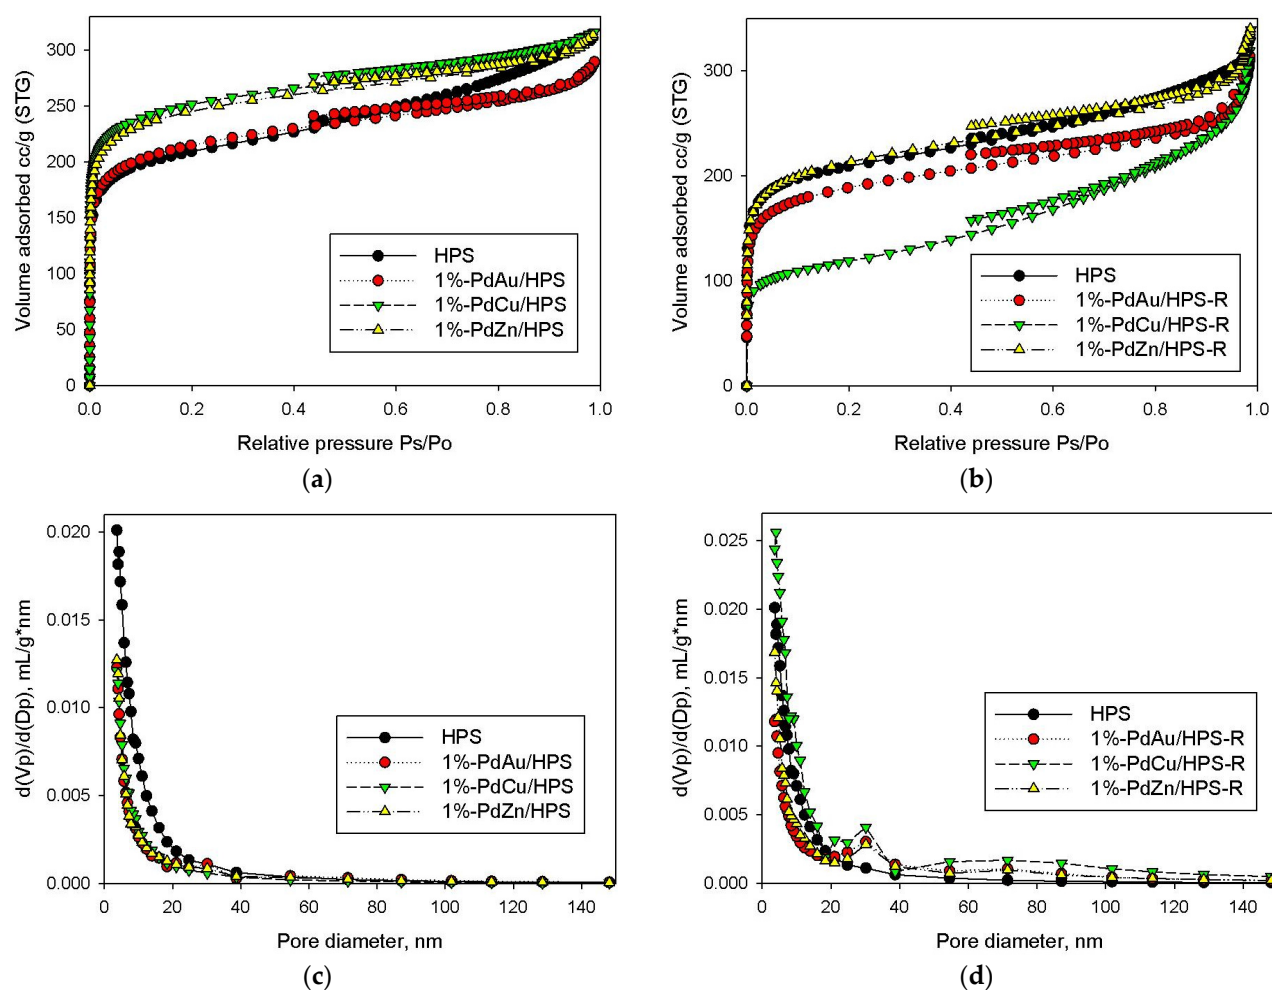 300
250
200
150
100
50
0
Volume adsorbed cc/g (STG)
HPS
1%-PdAu/HPS
1%-PdCu/HPS
1%-PdZn/HPS
0.0 0.2 0.4 0.6 0.8 1.0
Relative pressure Ps/Po
(a)
300
200
100
0
Volume adsorbed cc/g (STG)
HPS
1%-PdAu/HPS-R
1%-PdCu/HPS-R
1%-PdZn/HPS-R
0.0 0.2 0.4 0.6 0.8 1.0
Relative pressure Ps/Po
(b)
0.020
0.015
0.010
0.005
0.000
d(Vp)/d(Dp), mL/g*nm
HPS
1%-PdAu/HPS
1%-PdCu/HPS
1%-PdZn/HPS
0 20 40 60 80 100 120 140
Pore diameter, nm
(c)
0.025
0.020
0.015
0.010
0.005
0.000
d(Vp)/d(Dp), mL/g*nm
HPS
1%-PdAu/HPS-R
1%-PdCu/HPS-R
1%-PdZn/HPS-R
0 20 40 60 80 100 120 140
Pore diameter, nm
(d)